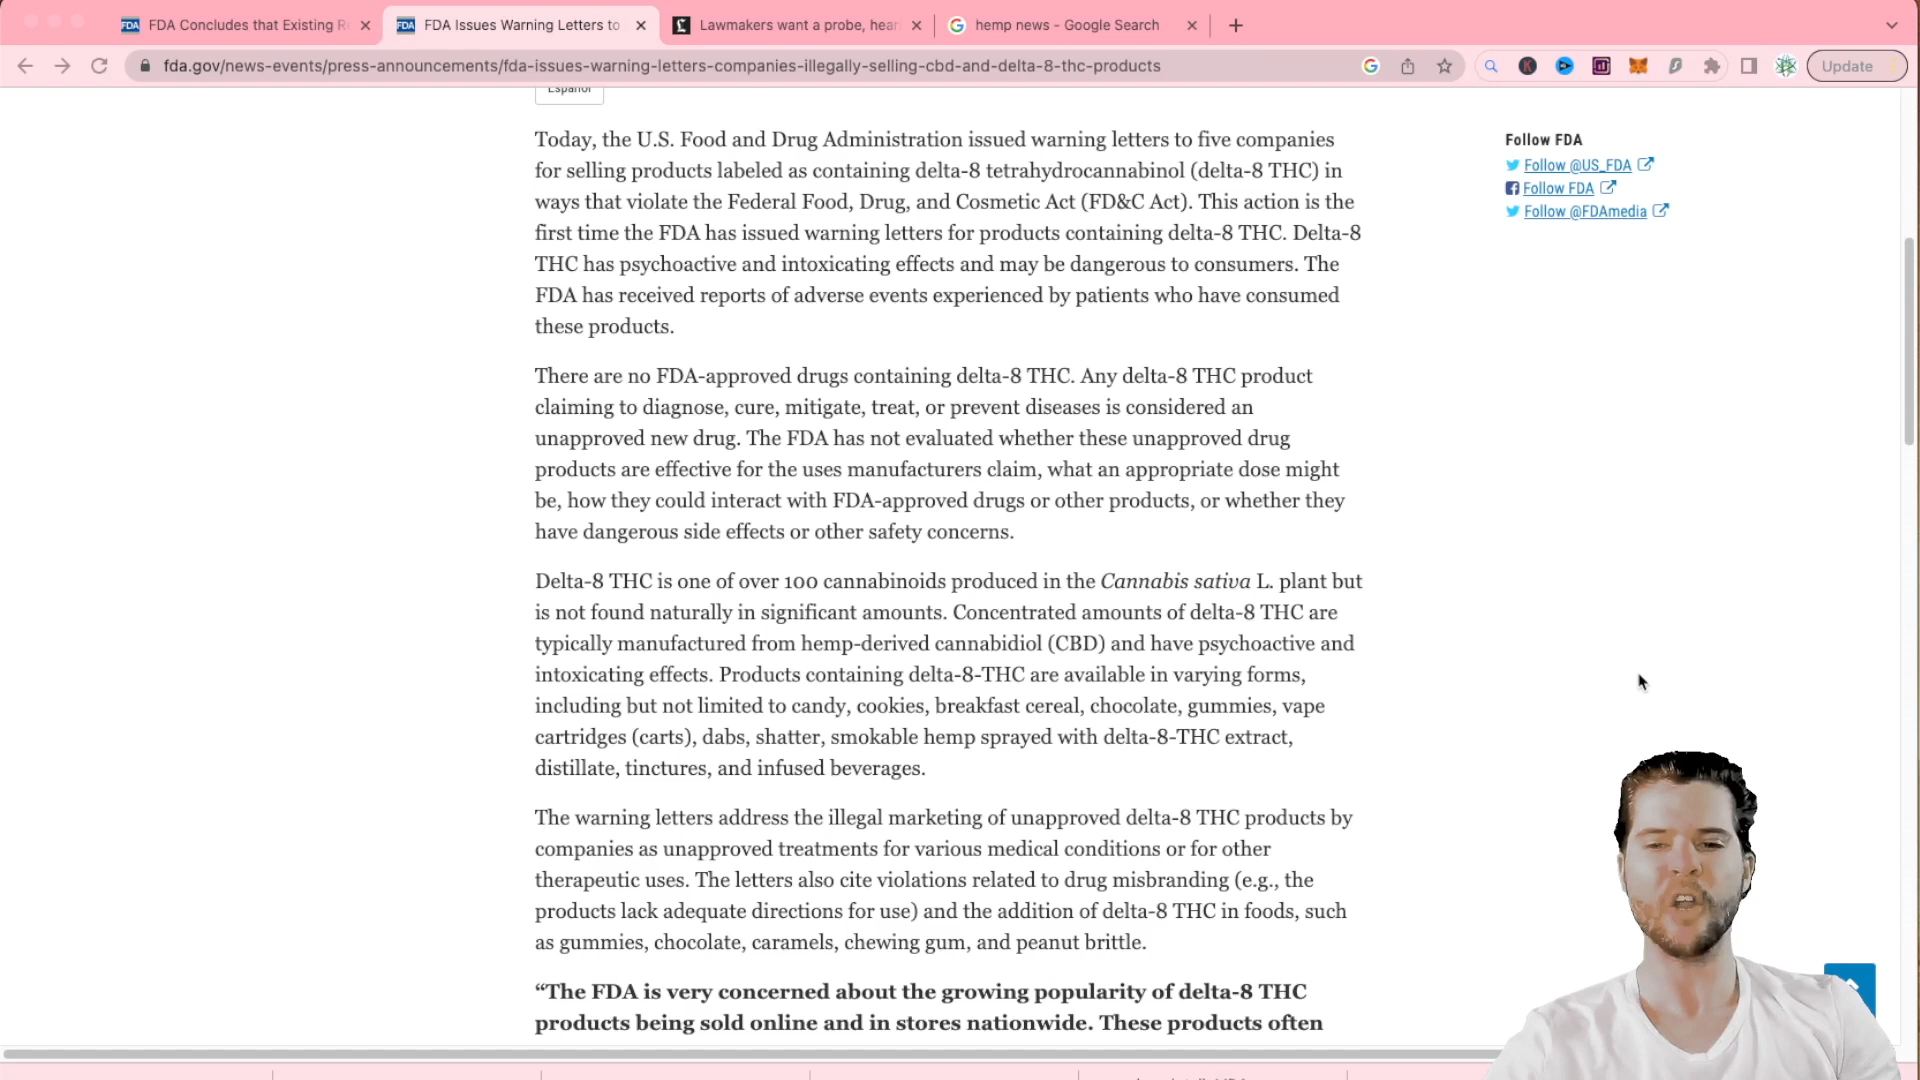 FDA Concludes that Existing R
FDA Issues Warning Letters to
Lawmakers want a probe, hear
hemp news - Google Search
fda.gov/news-events/press-announcements/fda-issues-warning-letters-companies-illegally-selling-cbd-and-delta-8-thc-products
Update
Español
Today, the U.S. Food and Drug Administration issued warning letters to five companies
for selling products labeled as containing delta-8 tetrahydrocannabinol (delta-8 THC) in
ways that violate the Federal Food, Drug, and Cosmetic Act (FD&C Act). This action is the
first time the FDA has issued warning letters for products containing delta-8 THC. Delta-8
THC has psychoactive and intoxicating effects and may be dangerous to consumers. The
FDA has received reports of adverse events experienced by patients who have consumed
these products.
There are no FDA-approved drugs containing delta-8 THC. Any delta-8 THC product
claiming to diagnose, cure, mitigate, treat, or prevent diseases is considered an
unapproved new drug. The FDA has not evaluated whether these unapproved drug
products are effective for the uses manufacturers claim, what an appropriate dose might
be, how they could interact with FDA-approved drugs or other products, or whether they
have dangerous side effects or other safety concerns.
Delta-8 THC is one of over 100 cannabinoids produced in the Cannabis sativa L. plant but
is not found naturally in significant amounts. Concentrated amounts of delta-8 THC are
typically manufactured from hemp-derived cannabidiol (CBD) and have psychoactive and
intoxicating effects. Products containing delta-8-THC are available in varying forms,
including but not limited to candy, cookies, breakfast cereal, chocolate, gummies, vape
cartridges (carts), dabs, shatter, smokable hemp sprayed with delta-8-THC extract,
distillate, tinctures, and infused beverages.
The warning letters address the illegal marketing of unapproved delta-8 THC products by
companies as unapproved treatments for various medical conditions or for other
therapeutic uses. The letters also cite violations related to drug misbranding (e.g., the
products lack adequate directions for use) and the addition of delta-8 THC in foods, such
as gummies, chocolate, caramels, chewing gum, and peanut brittle.
“The FDA is very concerned about the growing popularity of delta-8 THC
products being sold online and in stores nationwide. These products often
Follow FDA
Follow @US_FDA
Follow FDA
Follow @FDAmedia